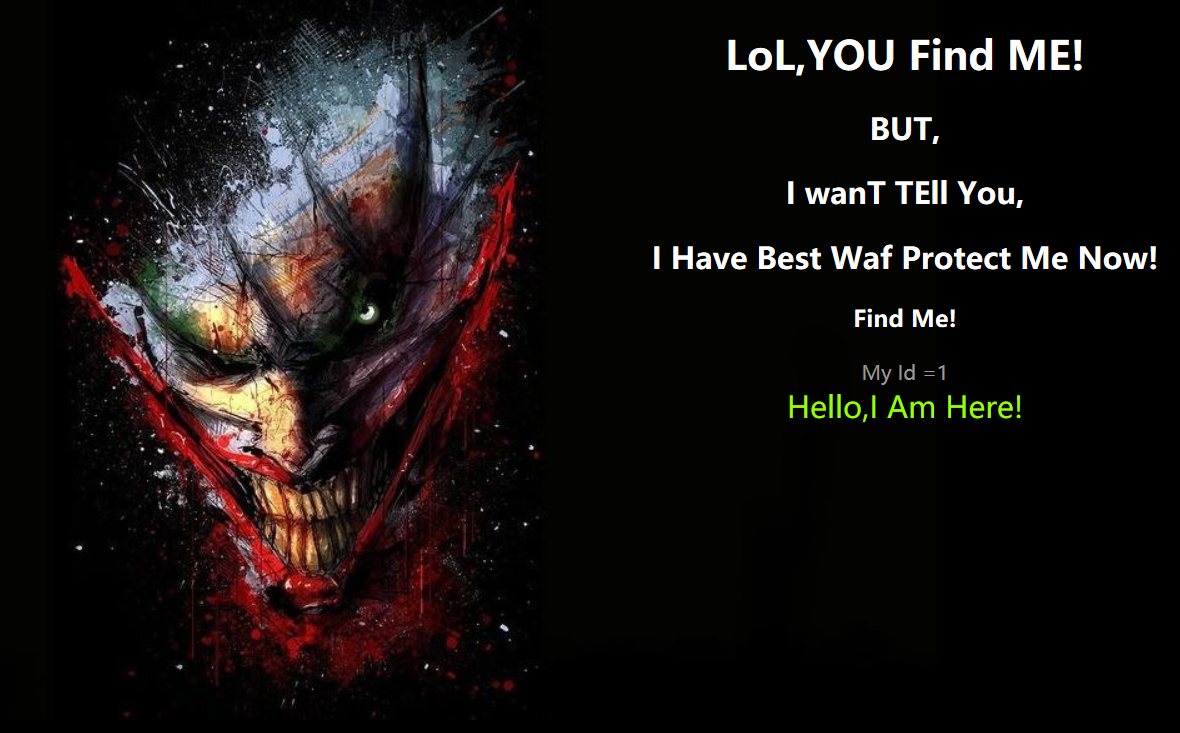 LoL,YOU Find ME!
BUT,
I wanT TEll You,
I Have Best Waf Protect Me Now!
Find Me!
My Id =1
Hello,I Am Here!